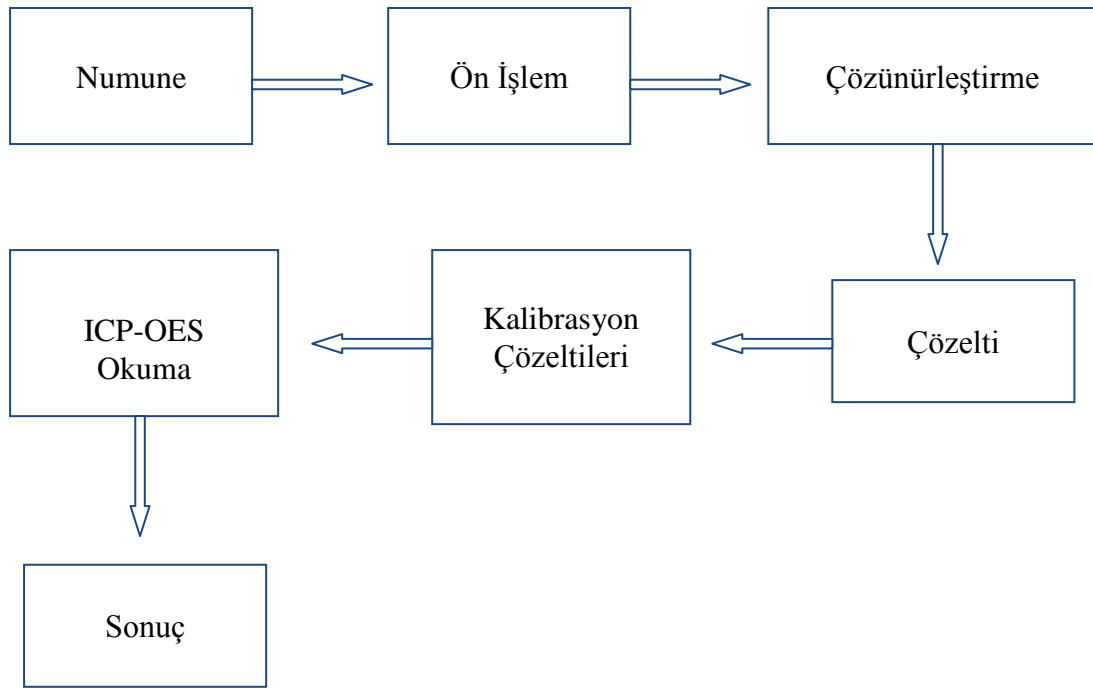 Numune
Ön İşlem
Çözünürleştirme
Çözelti
Kalibrasyon
Çözeltileri
ICP-OES
Okuma
Sonuç